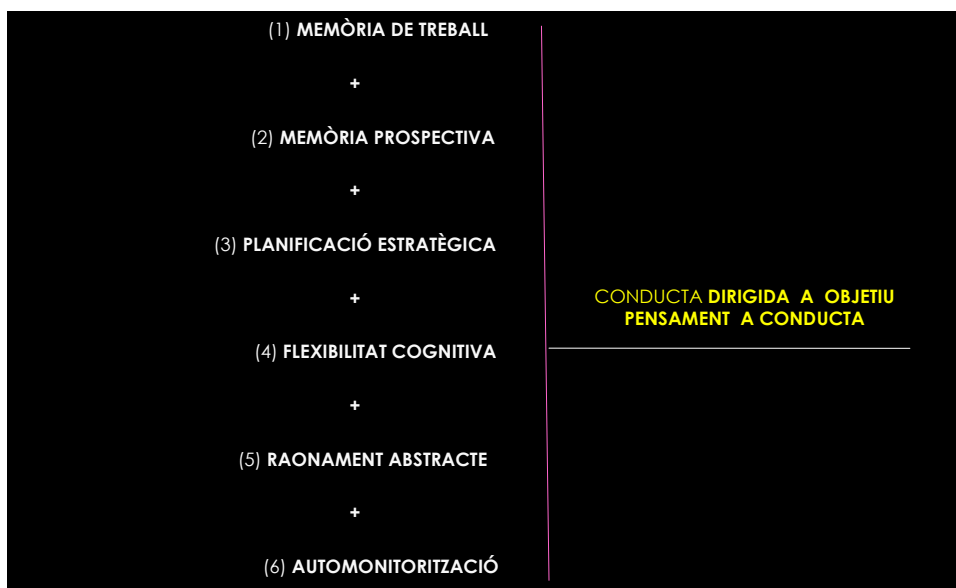 (1) MEMÒRIA DE TREBALL
+
(2) MEMÒRIA PROSPECTIVA
+
(3) PLANIFICACIÓ ESTRATÈGICA
+
(4) FLEXIBILITAT COGNITIVA
+
(5) RAONAMENT ABSTRACTE
+
(6) AUTOMONITORITZACIÓ
CONDUCTA DIRIGIDA A OBJETIU
PENSAMENT A CONDUCTA